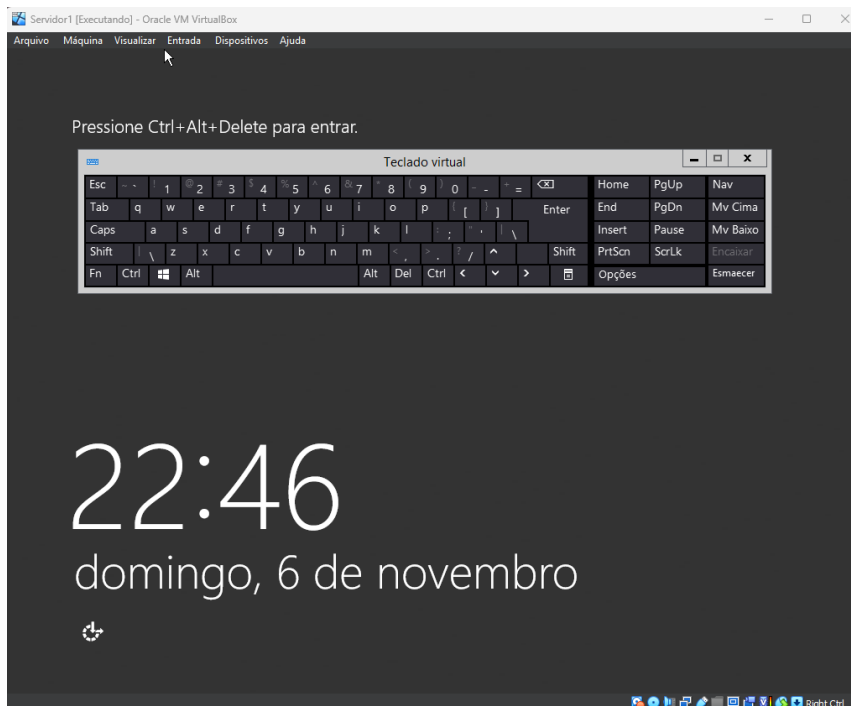 Servidor1 [Executando] - Oracle VM VirtualBox
Arquivo Máquina Visualizar Entrada Dispositivos Ajuda
Pressione Ctrl+Alt+Delete para entrar.
Teclado virtual
Esc ~ ` ! 1 @ 2 # 3 $ 4 % 5 ^ 6 & 7 * 8 ( 9 ) 0 _ - + = Home PgUp Nav
Tab q w e r t y u i o p { [ } ] Enter End PgDn Mv Cima
Caps a s d f g h j k l : ; " ' | \ Insert Pause Mv Baixo
Shift | \ z x c v b n m < , > . ? / ^ Shift PrtScn ScrLk Encaixar
Fn Ctrl Alt Alt Del Ctrl Opções Esmaecer
22:46
domingo, 6 de novembro
Right Ctrl